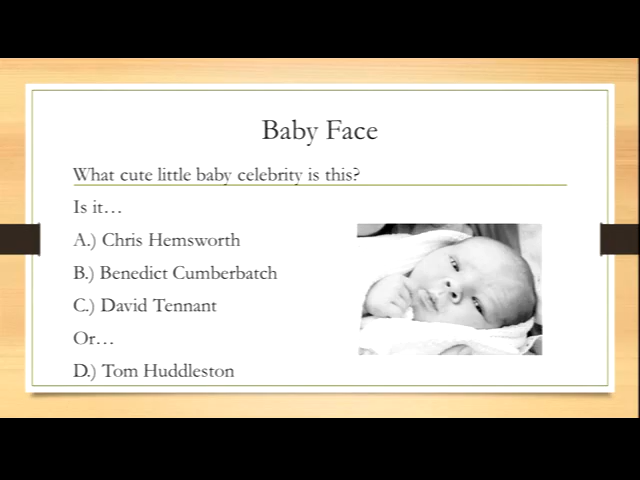 Baby Face
What cute little baby celebrity is this?
Is it…
A.) Chris Hemsworth
B.) Benedict Cumberbatch
C.) David Tennant
Or…
D.) Tom Huddleston